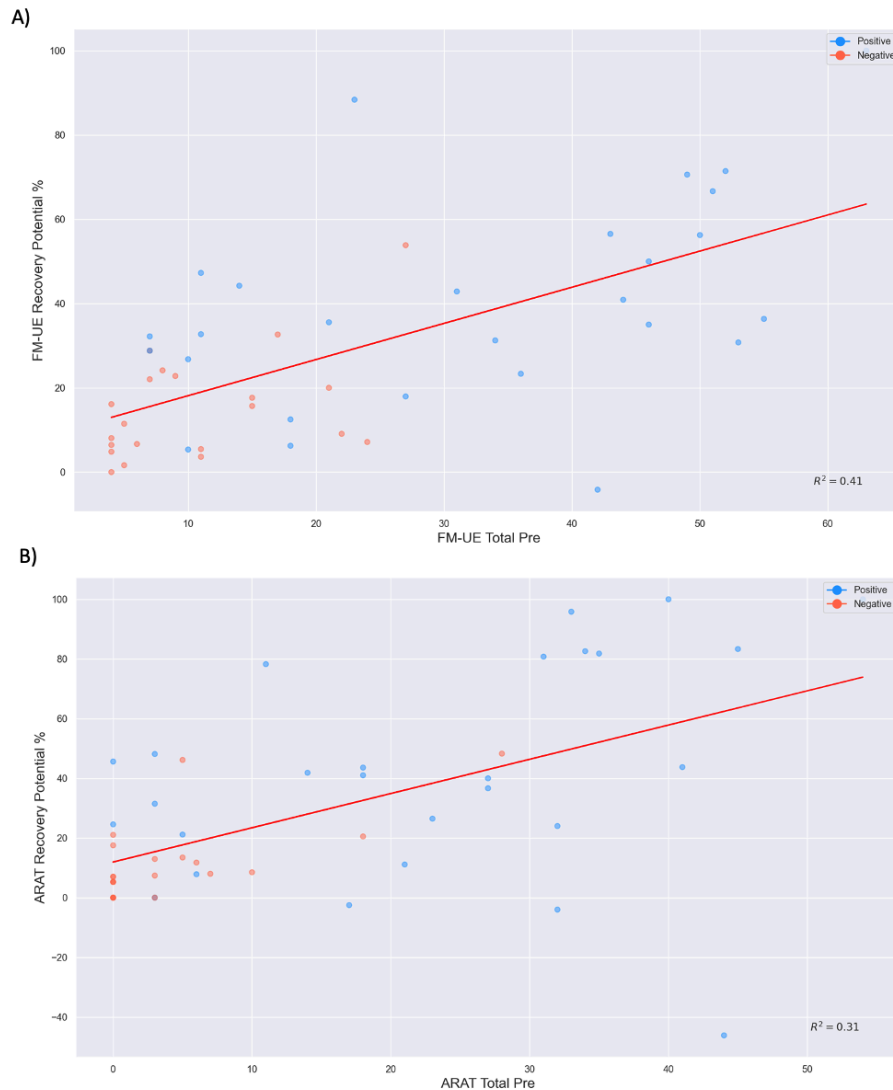 A)
Positive
Negative
100
80
60
40
20
0
FM-UE Recovery Potential %
R² = 0.41
10 20 30 40 50 60
FM-UE Total Pre
B)
Positive
Negative
100
80
60
40
20
0
−20
−40
ARAT Recovery Potential %
R² = 0.31
0 10 20 30 40 50
ARAT Total Pre